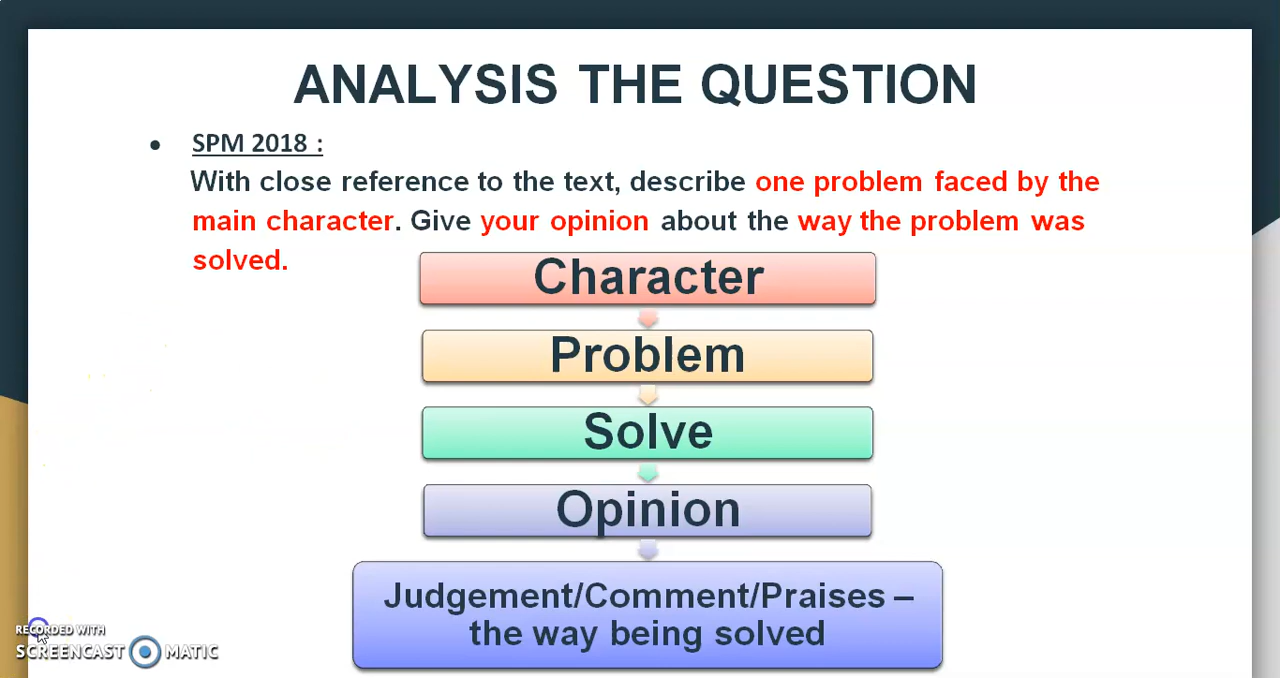 ANALYSIS THE QUESTION
• SPM 2018 :
With close reference to the text, describe one problem faced by the
main character. Give your opinion about the way the problem was
solved.
Character
Problem
Solve
Opinion
Judgement/Comment/Praises –
the way being solved
RECORDED WITH
SCREENCAST MATIC